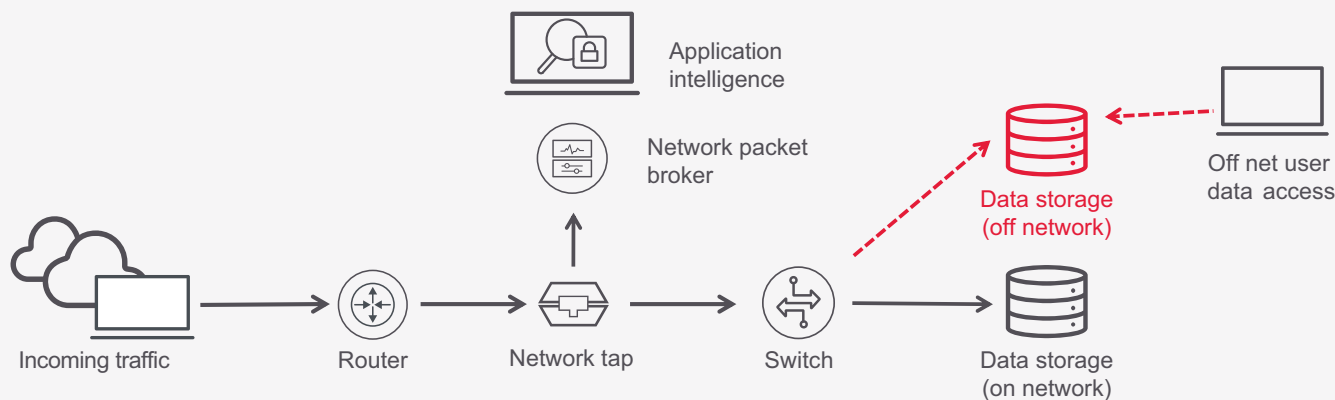 Application
intelligence
Network packet
broker
Off net user
data access
Data storage
(off network)
Incoming traffic
Router
Network tap
Switch
Data storage
(on network)